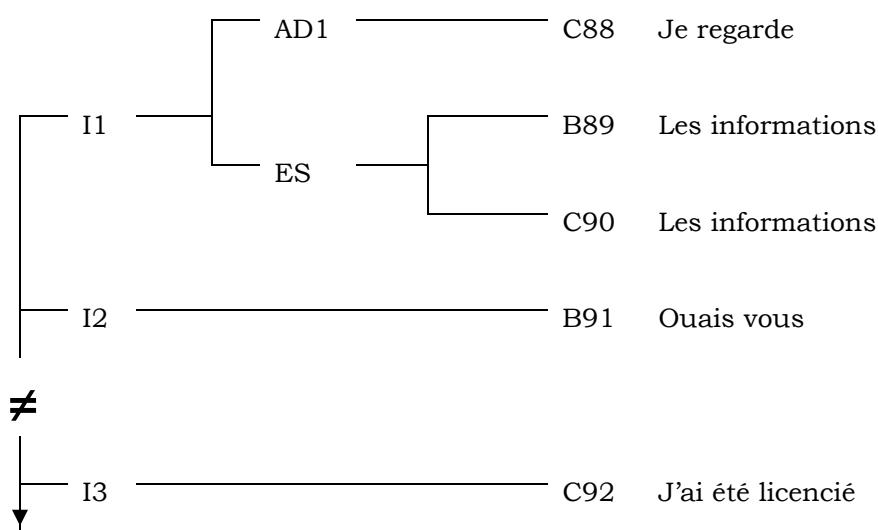 AD1 C88 Je regarde
I1 B89 Les informations
ES
C90 Les informations
I2 B91 Ouais vous
≠
I3 C92 J'ai été licencié